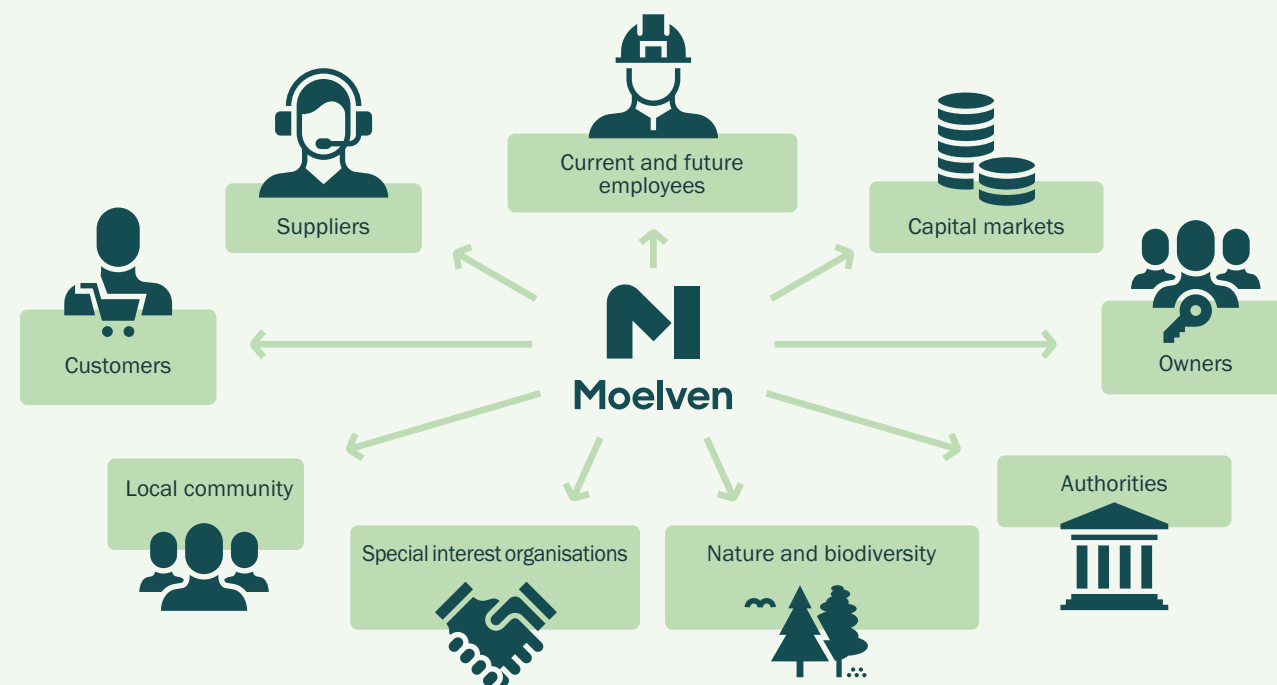 Current and future
employees
Suppliers
Capital markets
Customers
Owners
Moelven
Local community
Authorities
Special interest organisations
Nature and biodiversity